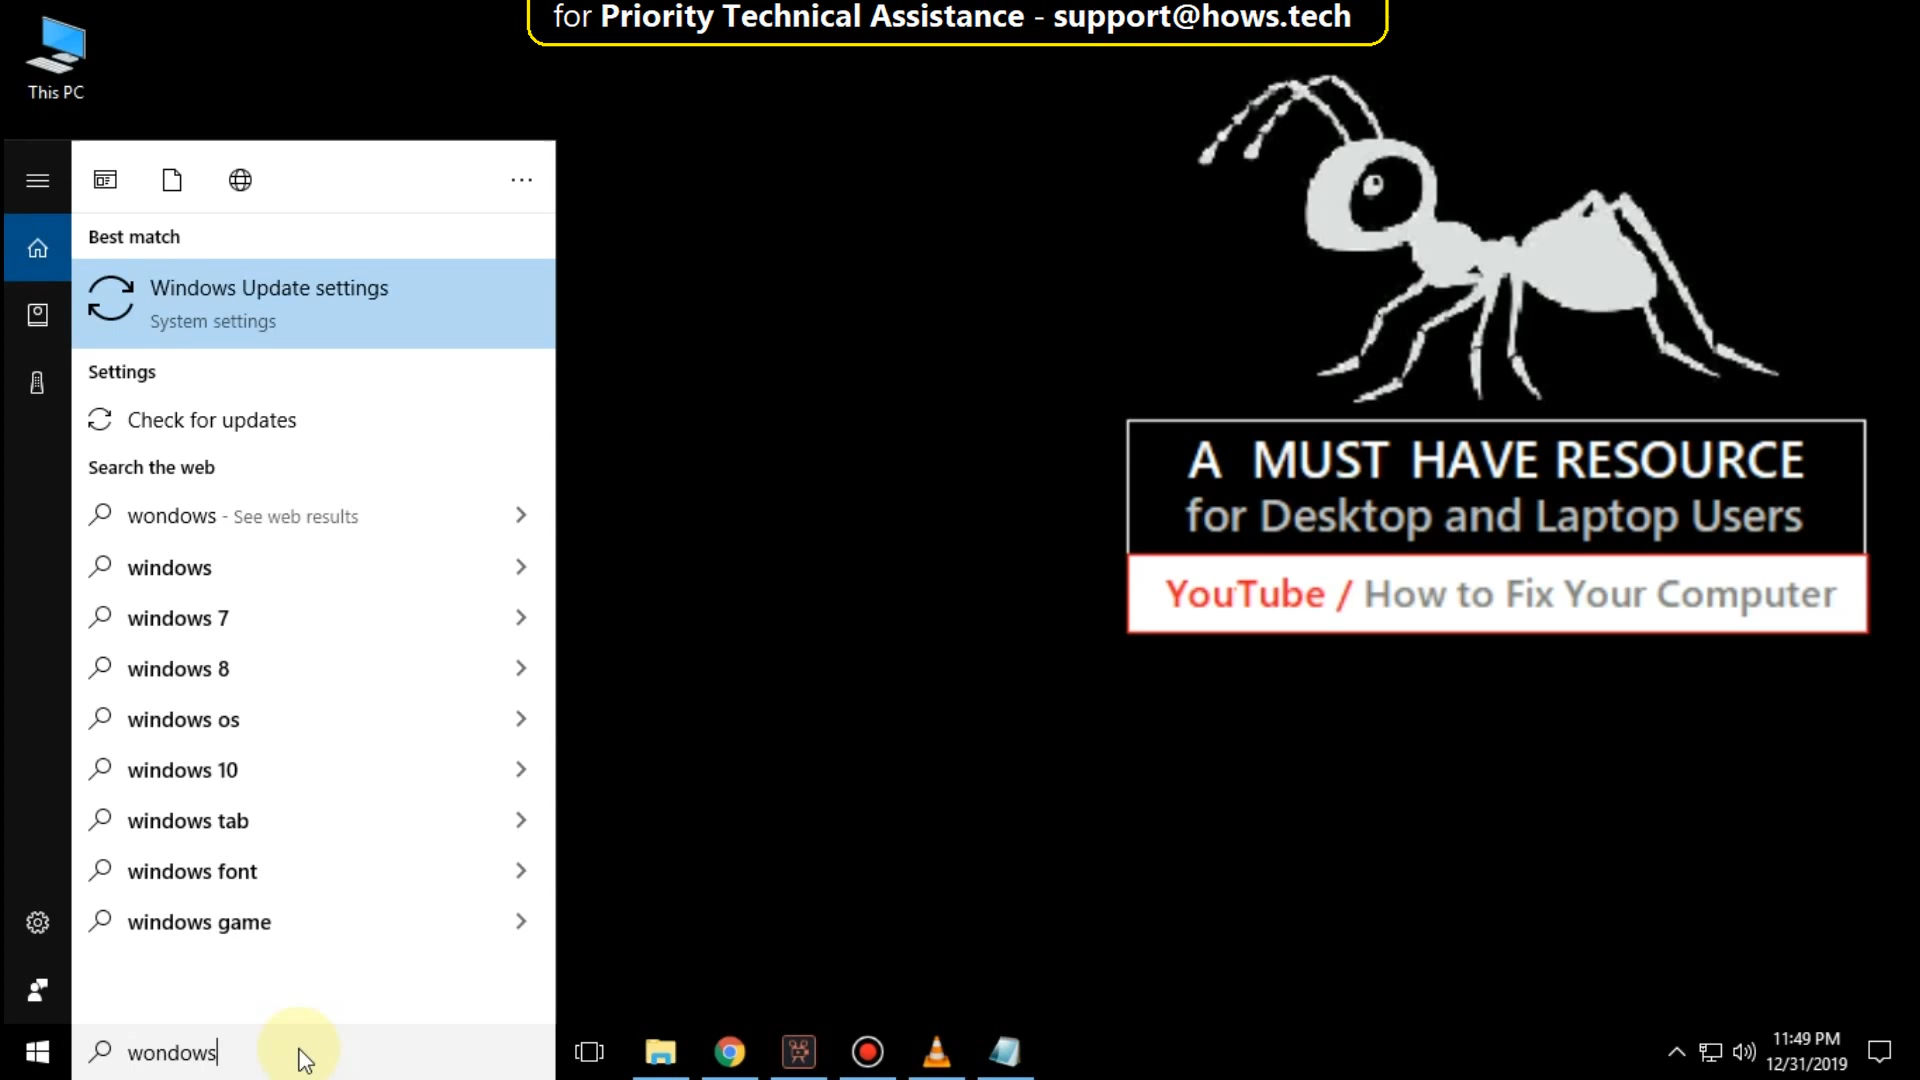 for Priority Technical Assistance - support@hows.tech
This PC
Best match
Windows Update settings
System settings
Settings
Check for updates
Search the web
wondows - See web results
windows
windows 7
windows 8
windows os
windows 10
windows tab
windows font
windows game
wondows
A MUST HAVE RESOURCE
for Desktop and Laptop Users
YouTube / How to Fix Your Computer
11:49 PM
12/31/2019